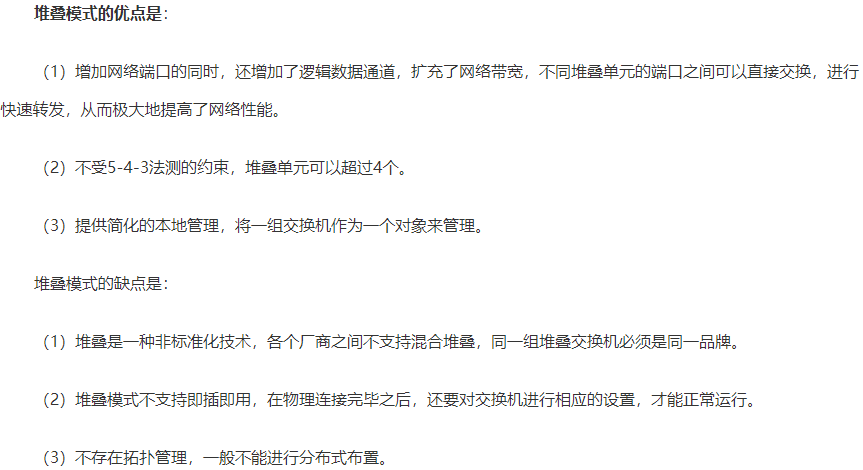 堆叠模式的优点是：
（1）增加网络端口的同时，还增加了逻辑数据通道，扩充了网络带宽，不同堆叠单元的端口之间可以直接交换，进行
快速转发，从而极大地提高了网络性能。
（2）不受5-4-3法测的约束，堆叠单元可以超过4个。
（3）提供简化的本地管理，将一组交换机作为一个对象来管理。
堆叠模式的缺点是：
（1）堆叠是一种非标准化技术，各个厂商之间不支持混合堆叠，同一组堆叠交换机必须是同一品牌。
（2）堆叠模式不支持即插即用，在物理连接完毕之后，还要对交换机进行相应的设置，才能正常运行。
（3）不存在拓扑管理，一般不能进行分布式布置。